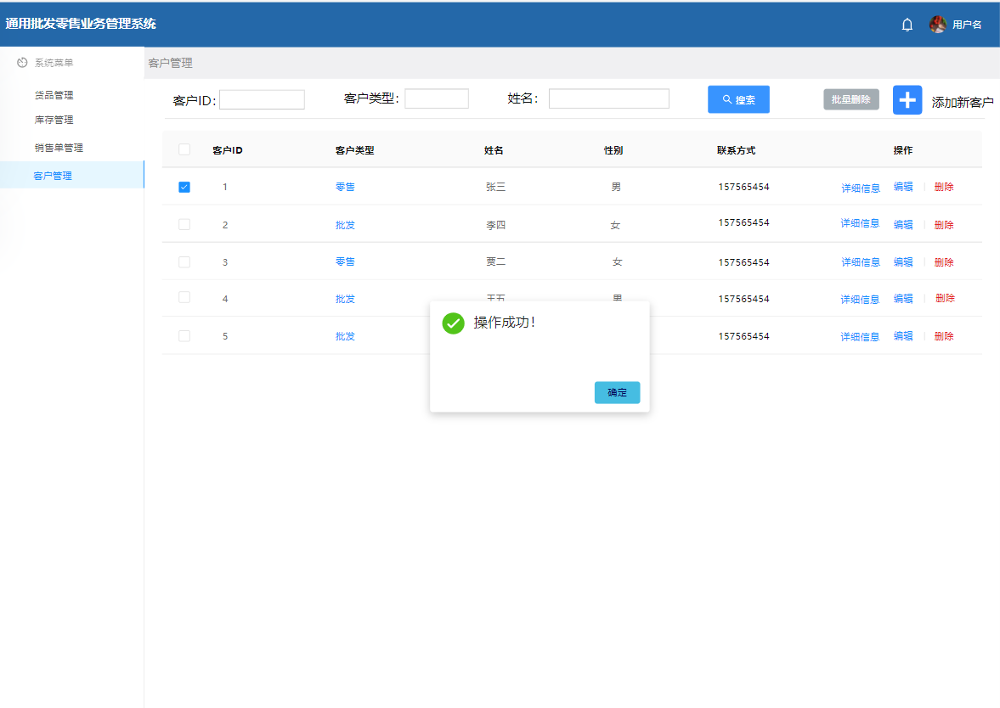 通用批发零售业务管理系统
用户名
系统菜单
客户管理
货品管理
库存管理
销售单管理
客户管理
客户ID:
客户类型:
姓名:
搜索
批量删除
添加新客户
客户ID 客户类型 姓名 性别 联系方式 操作
1 零售 张三 男 157565454 详细信息 编辑 删除
2 批发 李四 女 157565454 详细信息 编辑 删除
3 零售 贾二 女 157565454 详细信息 编辑 删除
4 批发 王五 男 157565454 详细信息 编辑 删除
5 批发 157565454 详细信息 编辑 删除
操作成功!
确定